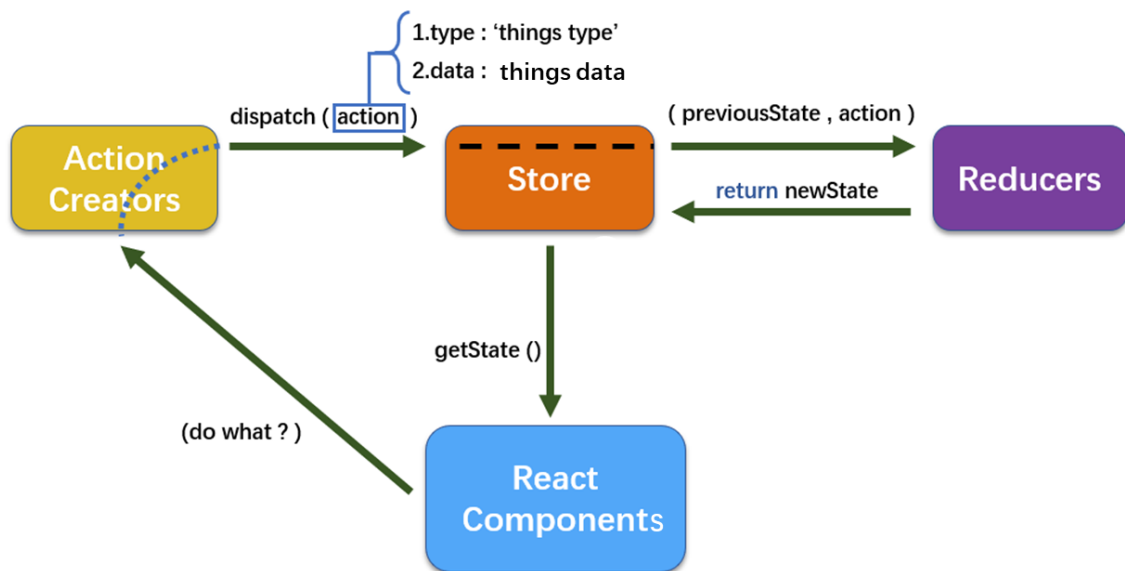 1.type : ‘things type’
2.data : things data
dispatch ( action )
( previousState , action )
Action
Creators
Store
Reducers
return newState
getState ()
(do what ? )
React
Components